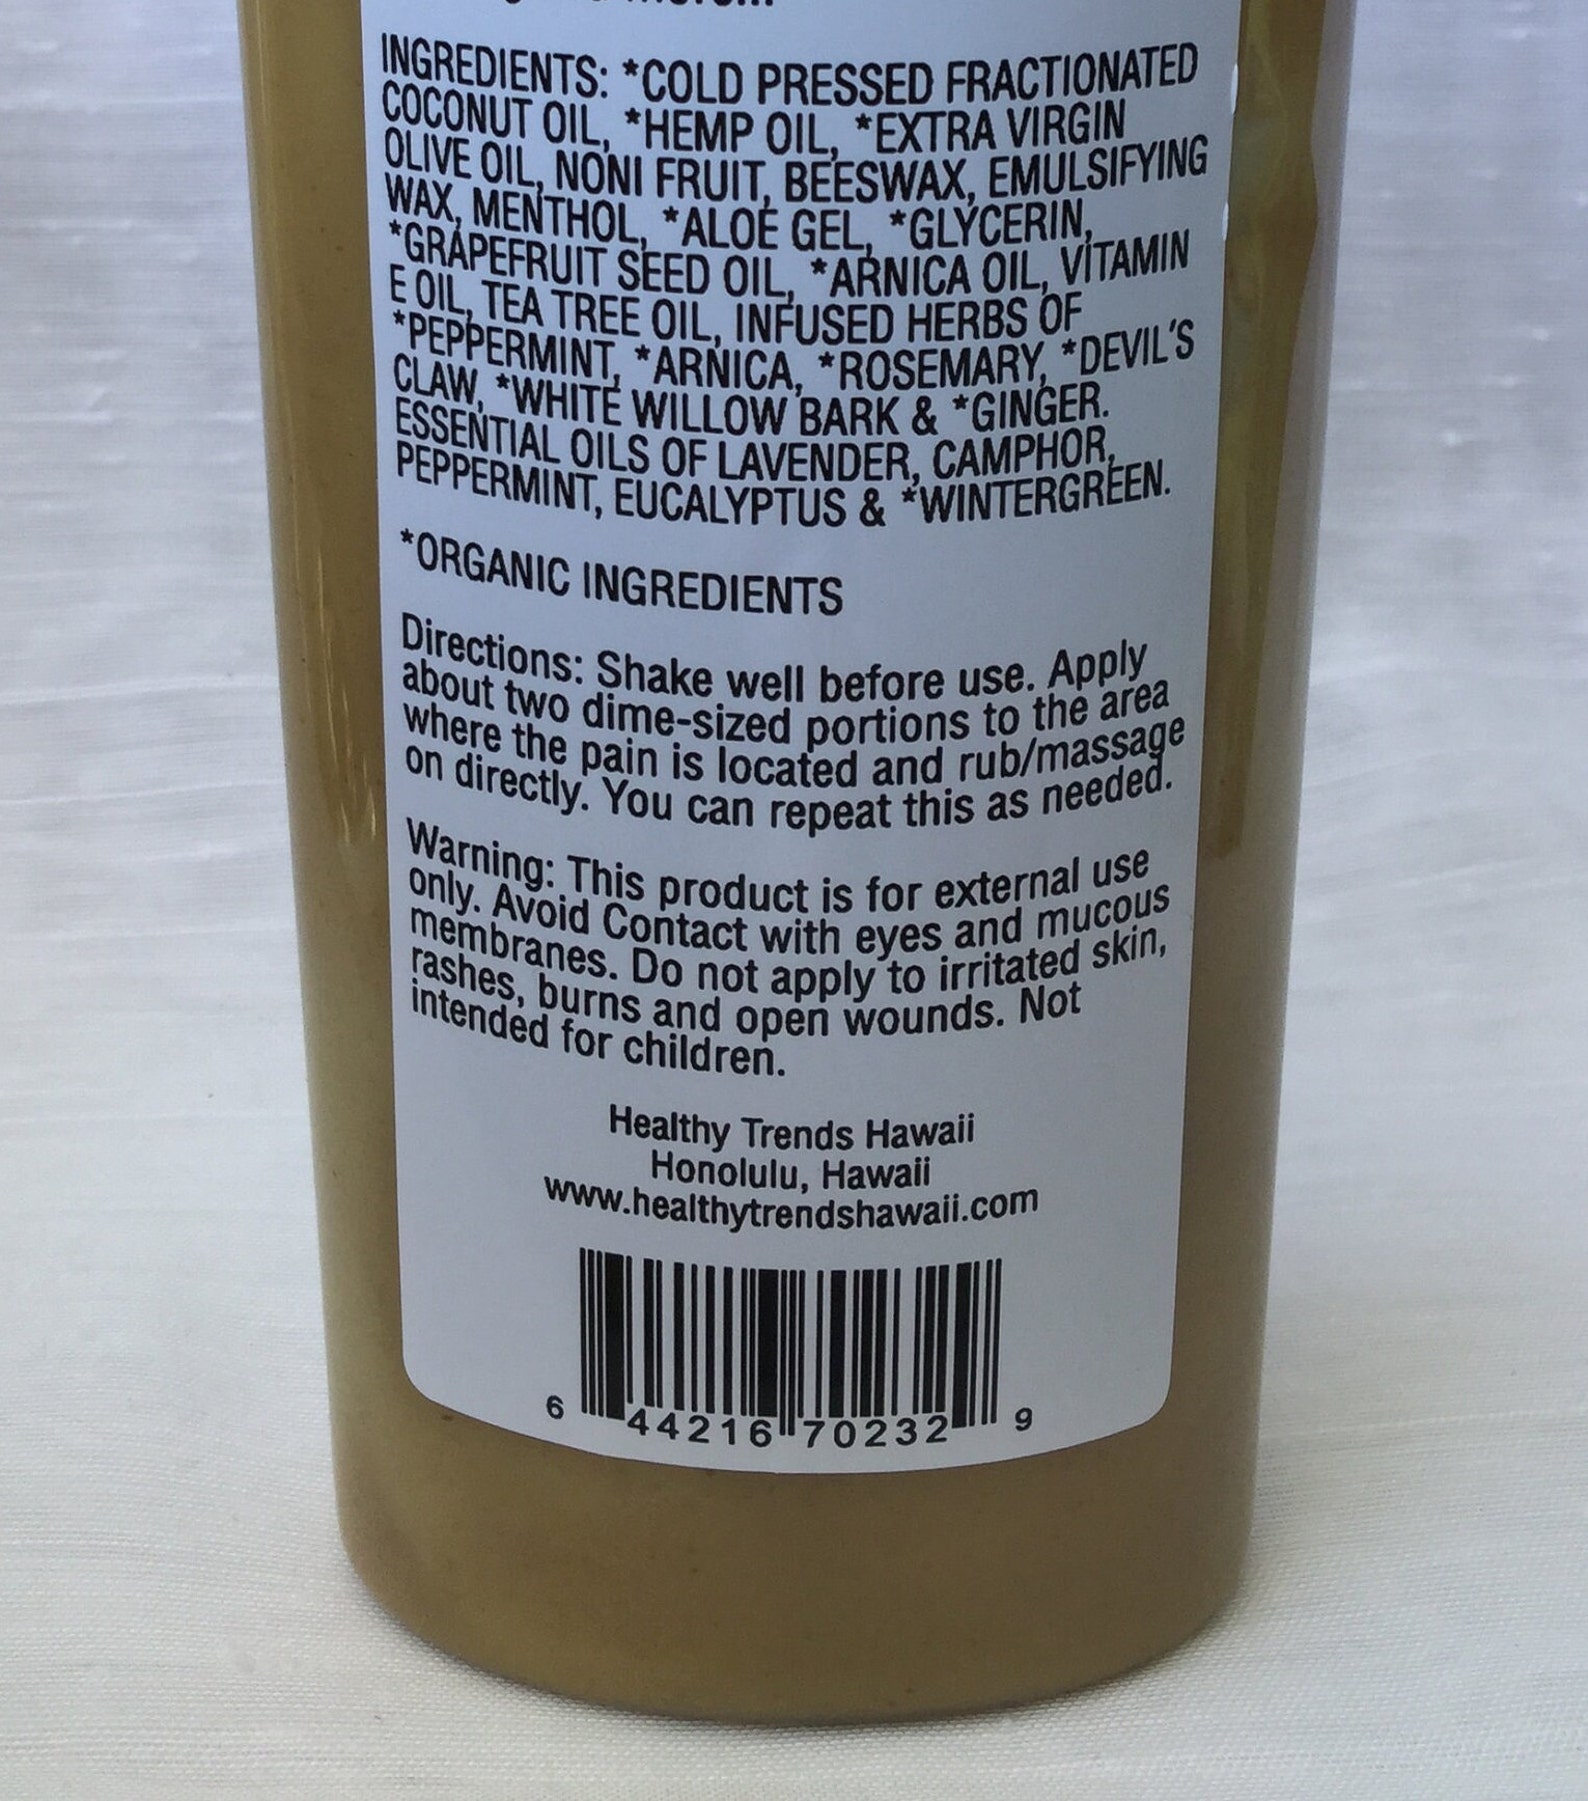 INGREDIENTS: *COLD PRESSED FRACTIONATED
COCONUT OIL, *HEMP OIL, *EXTRA VIRGIN
OLIVE OIL, NONI FRUIT, BEESWAX, EMULSIFYING
WAX, MENTHOL, *ALOE GEL, *GLYCERIN,
*GRAPEFRUIT SEED OIL, *ARNICA OIL, VITAMIN
E OIL, TEA TREE OIL, INFUSED HERBS OF
*PEPPERMINT, *ARNICA, *ROSEMARY, *DEVIL'S
CLAW, *WHITE WILLOW BARK & *GINGER.
ESSENTIAL OILS OF LAVENDER, CAMPHOR,
PEPPERMINT, EUCALYPTUS & *WINTERGREEN.
*ORGANIC INGREDIENTS
Directions: Shake well before use. Apply
about two dime-sized portions to the area
where the pain is located and rub/massage
on directly. You can repeat this as needed.
Warning: This product is for external use
only. Avoid Contact with eyes and mucous
membranes. Do not apply to irritated skin,
rashes, burns and open wounds. Not
intended for children.
Healthy Trends Hawaii
Honolulu, Hawaii
www.healthytrendshawaii.com
6 44216 70232 9